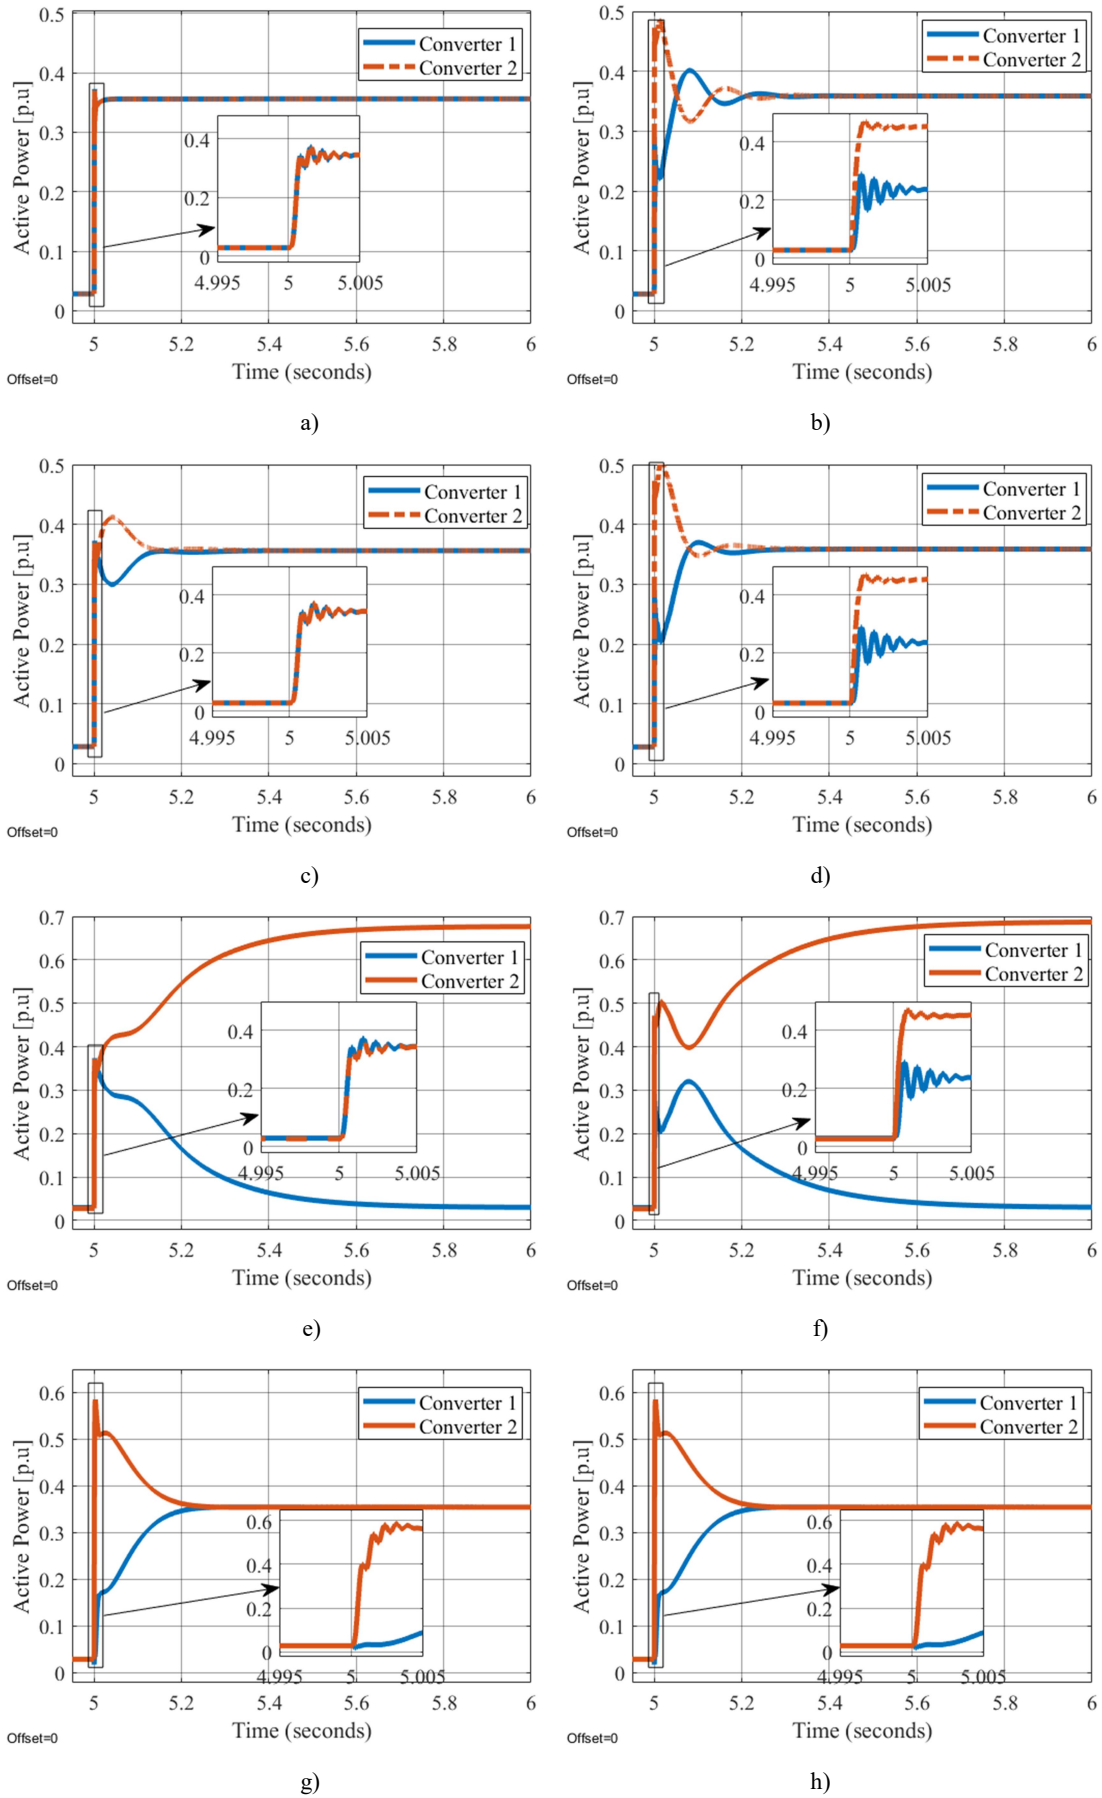 0.5
0.4
0.3
0.2
0.1
0
Active Power [p.u]
Converter 1
Converter 2
0.4
0.2
0
4.995 5 5.005
5 5.2 5.4 5.6 5.8 6
Time (seconds)
Offset=0
a)
0.5
0.4
0.3
0.2
0.1
0
Active Power [p.u]
Converter 1
Converter 2
0.4
0.2
0
4.995 5 5.005
5 5.2 5.4 5.6 5.8 6
Time (seconds)
Offset=0
b)
0.5
0.4
0.3
0.2
0.1
0
Active Power [p.u]
Converter 1
Converter 2
0.4
0.2
0
4.995 5 5.005
5 5.2 5.4 5.6 5.8 6
Time (seconds)
Offset=0
c)
0.5
0.4
0.3
0.2
0.1
0
Active Power [p.u]
Converter 1
Converter 2
0.4
0.2
0
4.995 5 5.005
5 5.2 5.4 5.6 5.8 6
Time (seconds)
Offset=0
d)
0.7
0.6
0.5
0.4
0.3
0.2
0.1
0
Active Power [p.u]
Converter 1
Converter 2
0.4
0.2
0
4.995 5 5.005
5 5.2 5.4 5.6 5.8 6
Time (seconds)
Offset=0
e)
0.7
0.6
0.5
0.4
0.3
0.2
0.1
0
Active Power [p.u]
Converter 1
Converter 2
0.4
0.2
0
4.995 5 5.005
5 5.2 5.4 5.6 5.8 6
Time (seconds)
Offset=0
f)
0.6
0.5
0.4
0.3
0.2
0.1
0
Active Power [p.u]
Converter 1
Converter 2
0.6
0.4
0.2
0
4.995 5 5.005
5 5.2 5.4 5.6 5.8 6
Time (seconds)
Offset=0
g)
0.6
0.5
0.4
0.3
0.2
0.1
0
Active Power [p.u]
Converter 1
Converter 2
0.6
0.4
0.2
0
4.995 5 5.005
5 5.2 5.4 5.6 5.8 6
Time (seconds)
Offset=0
h)